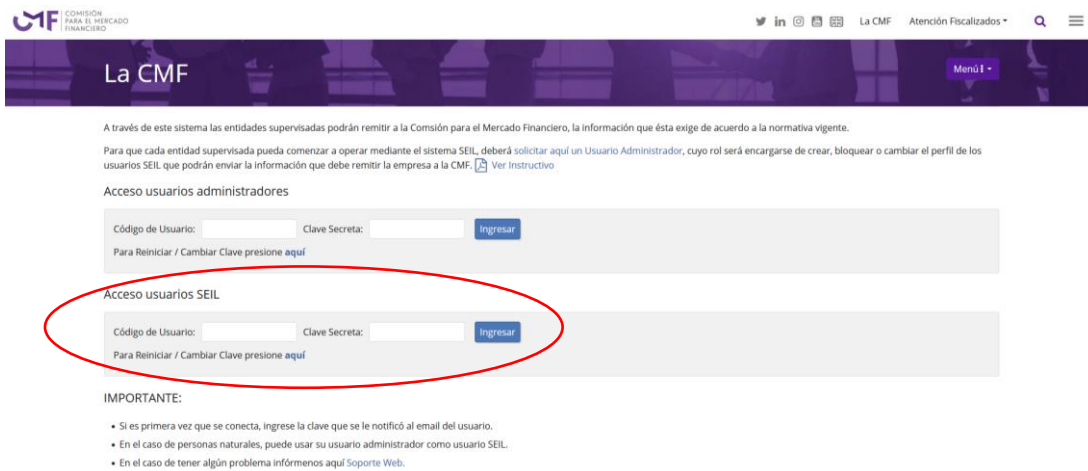 COMISIÓN
PARA EL MERCADO
FINANCIERO
La CMF Atención Fiscalizados
La CMF
Menú
A través de este sistema las entidades supervisadas podrán remitir a la Comsión para el Mercado Financiero, la información que ésta exige de acuerdo a la normativa vigente.
Para que cada entidad supervisada pueda comenzar a operar mediante el sistema SEIL, deberá solicitar aquí un Usuario Administrador, cuyo rol será encargarse de crear, bloquear o cambiar el perfil de los
usuarios SEIL que podrán enviar la información que debe remitir la empresa a la CMF. Ver Instructivo
Acceso usuarios administradores
Código de Usuario: Clave Secreta: Ingresar
Para Reiniciar / Cambiar Clave presione aquí
Acceso usuarios SEIL
Código de Usuario: Clave Secreta: Ingresar
Para Reiniciar / Cambiar Clave presione aquí
IMPORTANTE:
• Si es primera vez que se conecta, ingrese la clave que se le notificó al email del usuario.
• En el caso de personas naturales, puede usar su usuario administrador como usuario SEIL.
• En el caso de tener algún problema infórmenos aquí Soporte Web.